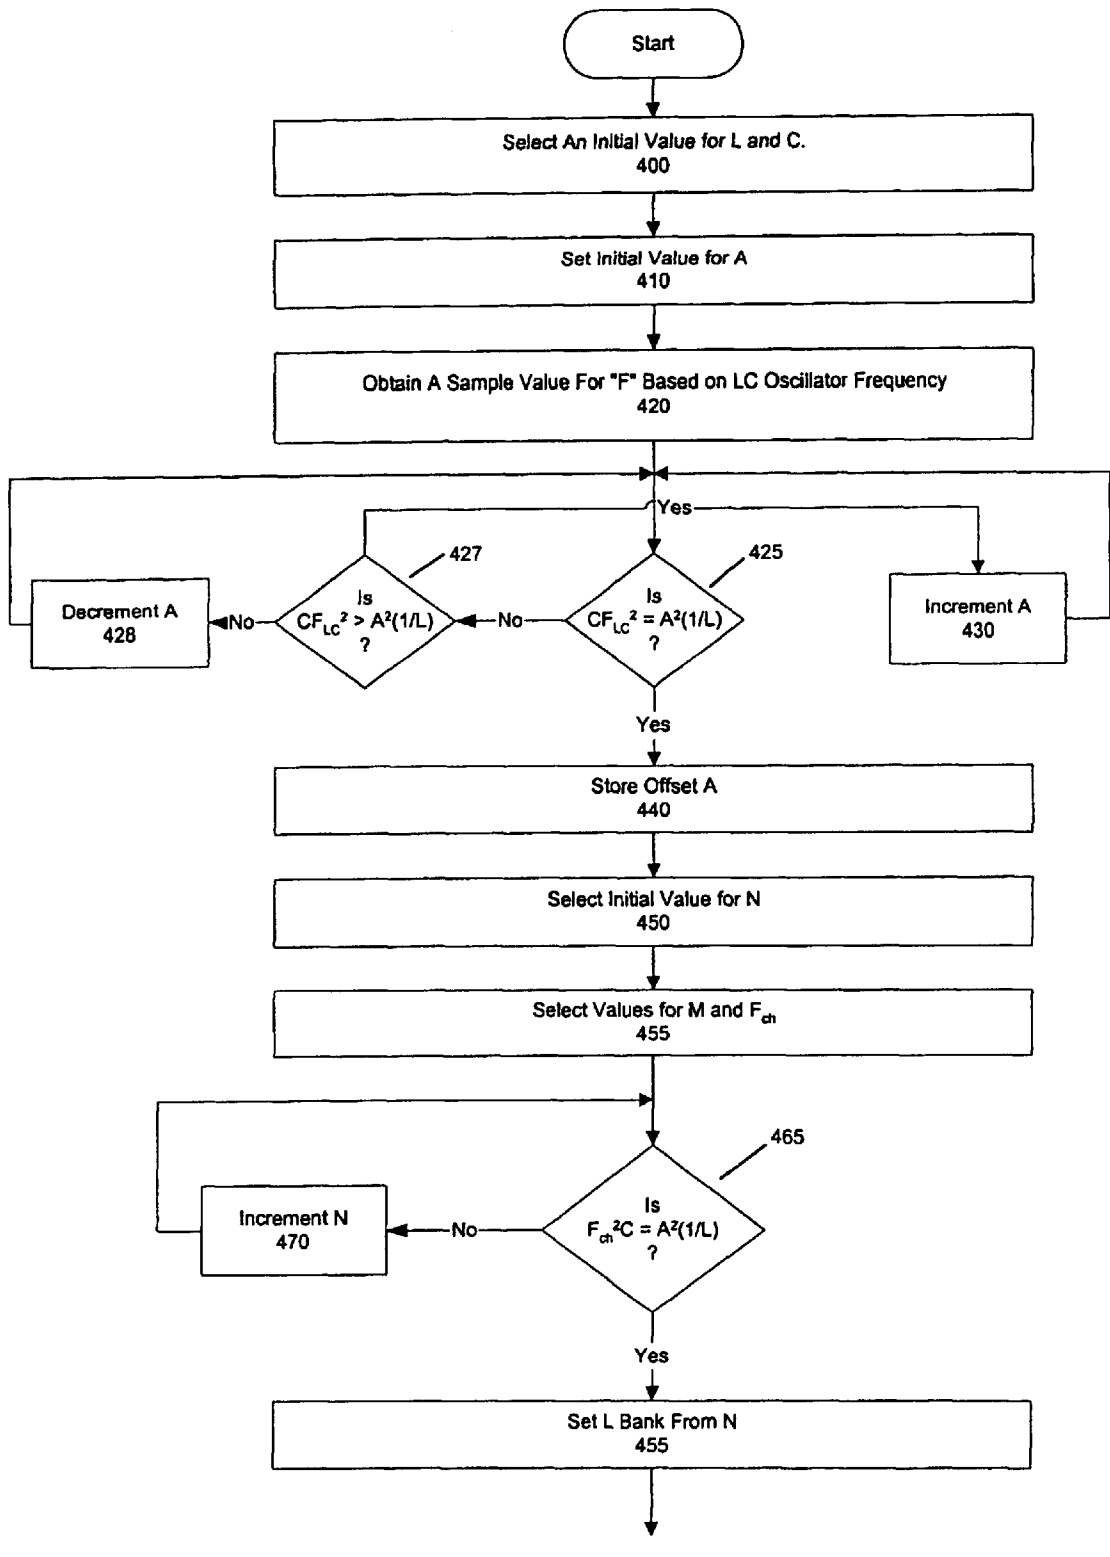 Start
Select An Initial Value for L and C.
400
Set Initial Value for A
410
Obtain A Sample Value For "F" Based on LC Oscillator Frequency
420
Yes
427
425
Is
CF_LC² > A²(1/L)
?
Is
CF_LC² = A²(1/L)
?
Decrement A
428
No
No
Increment A
430
Yes
Store Offset A
440
Select Initial Value for N
450
Select Values for M and F_ch
455
465
Is
F_ch²C = A²(1/L)
?
No
Increment N
470
Yes
Set L Bank From N
455